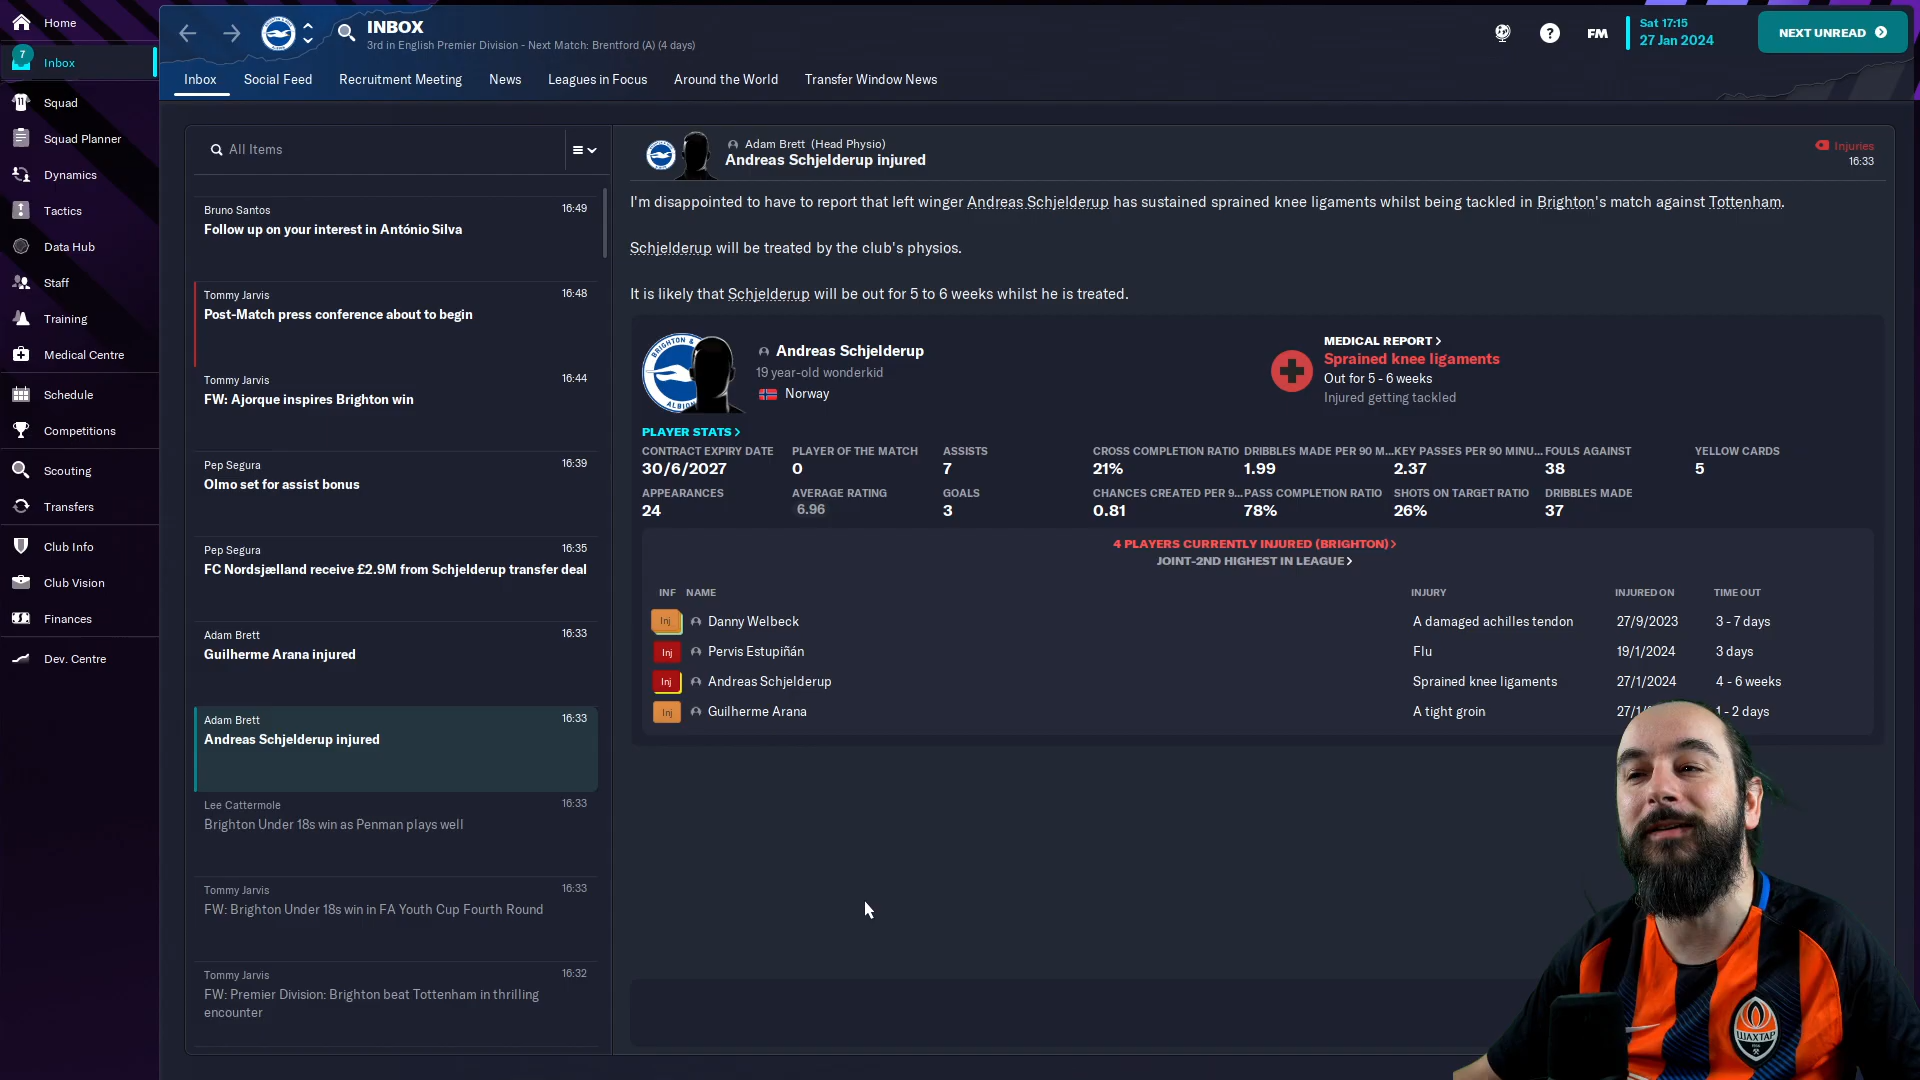 Home
7
Inbox
Squad
Squad Planner
Dynamics
Tactics
Data Hub
Staff
Training
Medical Centre
Schedule
Competitions
Scouting
Transfers
Club Info
Club Vision
Finances
Dev. Centre
INBOX
3rd in English Premier Division - Next Match: Brentford (A) (4 days)
FM
Sat 17:15
27 Jan 2024
NEXT UNREAD
Inbox
Social Feed
Recruitment Meeting
News
Leagues in Focus
Around the World
Transfer Window News
All Items
Bruno Santos 16:49
Follow up on your interest in António Silva
Tommy Jarvis 16:48
Post-Match press conference about to begin
Tommy Jarvis 16:44
FW: Ajorque inspires Brighton win
Pep Segura 16:39
Olmo set for assist bonus
Pep Segura 16:35
FC Nordsjælland receive £2.9M from Schjelderup transfer deal
Adam Brett 16:33
Guilherme Arana injured
Adam Brett 16:33
Andreas Schjelderup injured
Lee Cattermole 16:33
Brighton Under 18s win as Penman plays well
Tommy Jarvis 16:33
FW: Brighton Under 18s win in FA Youth Cup Fourth Round
Tommy Jarvis 16:32
FW: Premier Division: Brighton beat Tottenham in thrilling
encounter
Adam Brett (Head Physio)
Andreas Schjelderup injured
Injuries
16:33
I'm disappointed to have to report that left winger Andreas Schjelderup has sustained sprained knee ligaments whilst being tackled in Brighton's match against Tottenham.
Schjelderup will be treated by the club's physios.
It is likely that Schjelderup will be out for 5 to 6 weeks whilst he is treated.
BRIGHTON &
ALBION
Andreas Schjelderup
19 year-old wonderkid
Norway
MEDICAL REPORT >
Sprained knee ligaments
Out for 5 - 6 weeks
Injured getting tackled
PLAYER STATS >
CONTRACT EXPIRY DATE PLAYER OF THE MATCH ASSISTS CROSS COMPLETION RATIO DRIBBLES MADE PER 90 M... KEY PASSES PER 90 MINU... FOULS AGAINST YELLOW CARDS
30/6/2027 0 7 21% 1.99 2.37 38 5
APPEARANCES AVERAGE RATING GOALS CHANCES CREATED PER 9... PASS COMPLETION RATIO SHOTS ON TARGET RATIO DRIBBLES MADE
24 6.96 3 0.81 78% 26% 37
4 PLAYERS CURRENTLY INJURED (BRIGHTON) >
JOINT-2ND HIGHEST IN LEAGUE >
INF NAME INJURY INJURED ON TIME OUT
Inj Danny Welbeck A damaged achilles tendon 27/9/2023 3 - 7 days
Inj Pervis Estupiñán Flu 19/1/2024 3 days
Inj Andreas Schjelderup Sprained knee ligaments 27/1/2024 4 - 6 weeks
Inj Guilherme Arana A tight groin 27/1/ 1 - 2 days
ШАХТАР